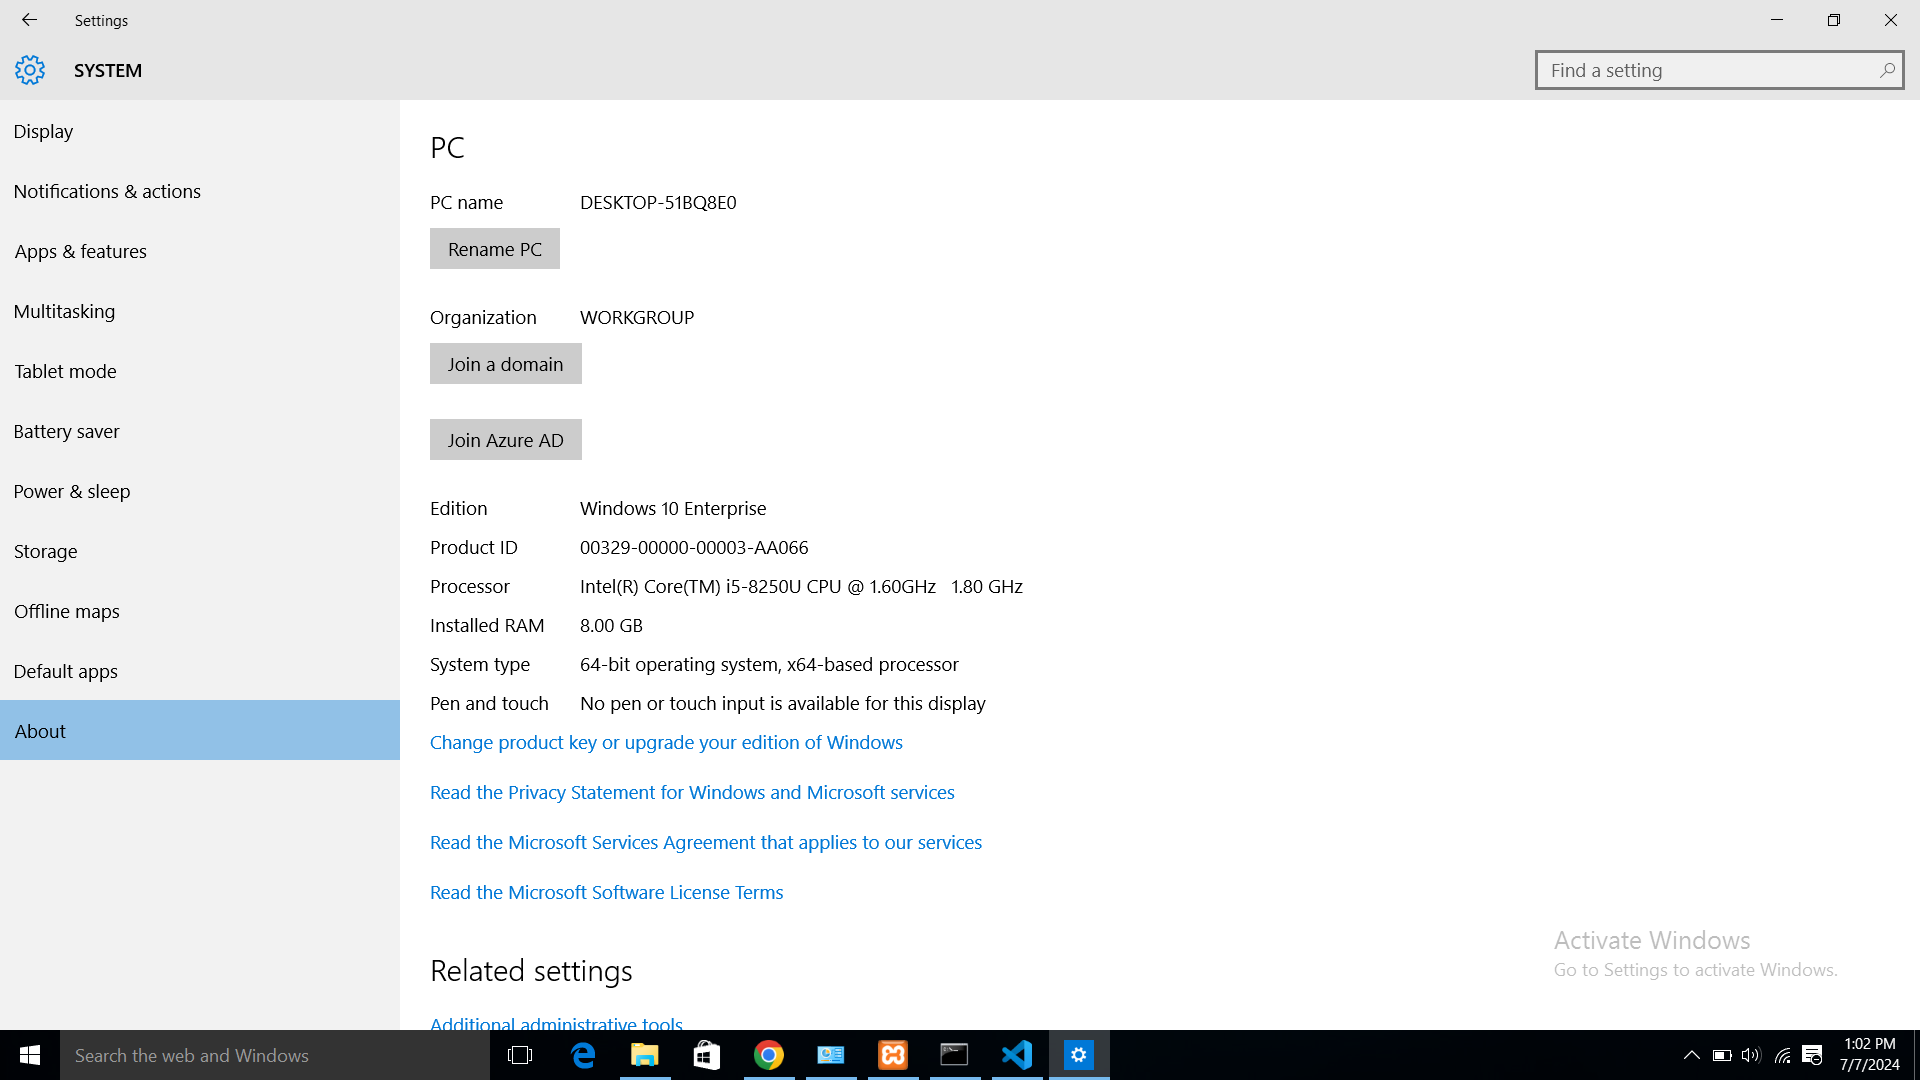 Settings
SYSTEM
Find a setting
Display
Notifications & actions
Apps & features
Multitasking
Tablet mode
Battery saver
Power & sleep
Storage
Offline maps
Default apps
About
PC
PC name DESKTOP-51BQ8E0
Rename PC
Organization WORKGROUP
Join a domain
Join Azure AD
Edition Windows 10 Enterprise
Product ID 00329-00000-00003-AA066
Processor Intel(R) Core(TM) i5-8250U CPU @ 1.60GHz 1.80 GHz
Installed RAM 8.00 GB
System type 64-bit operating system, x64-based processor
Pen and touch No pen or touch input is available for this display
Change product key or upgrade your edition of Windows
Read the Privacy Statement for Windows and Microsoft services
Read the Microsoft Services Agreement that applies to our services
Read the Microsoft Software License Terms
Related settings
Additional administrative tools
Activate Windows
Go to Settings to activate Windows.
Search the web and Windows
1:02 PM
7/7/2024